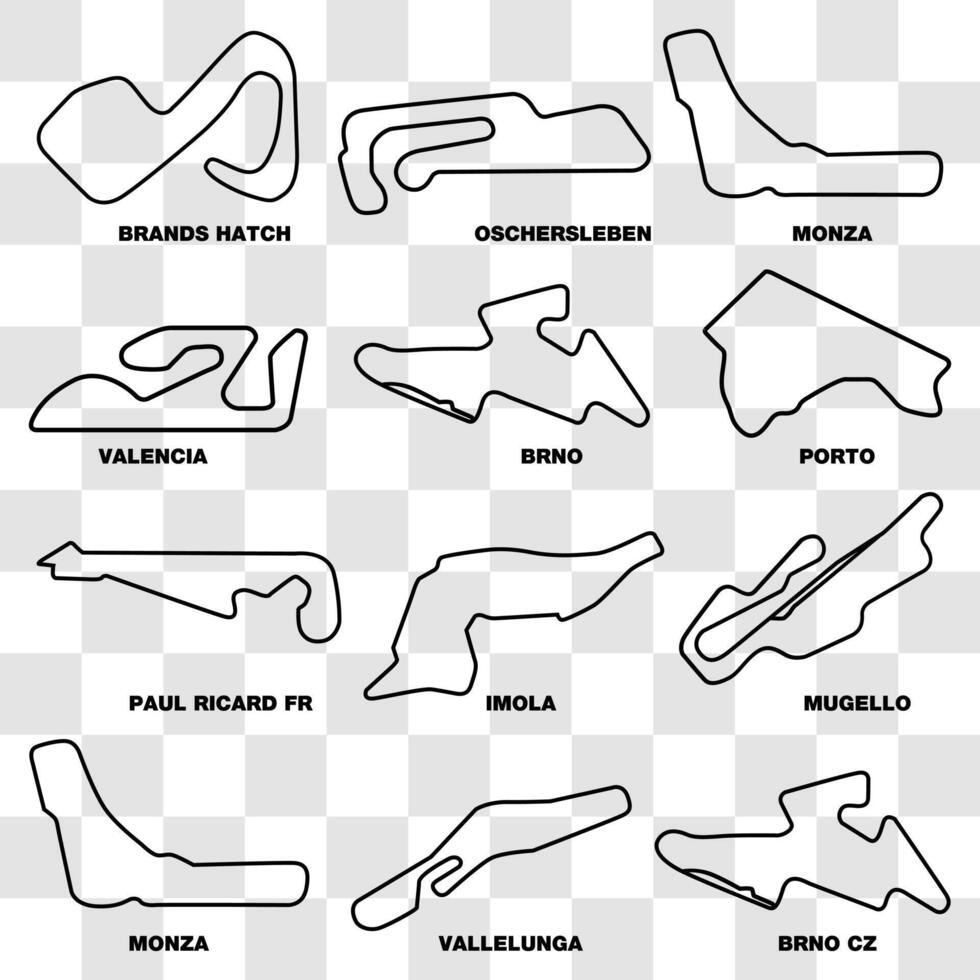 BRANDS HATCH
OSCHERSLEBEN
MONZA
VALENCIA
BRNO
PORTO
PAUL RICARD FR
IMOLA
MUGELLO
MONZA
VALLELUNGA
BRNO CZ